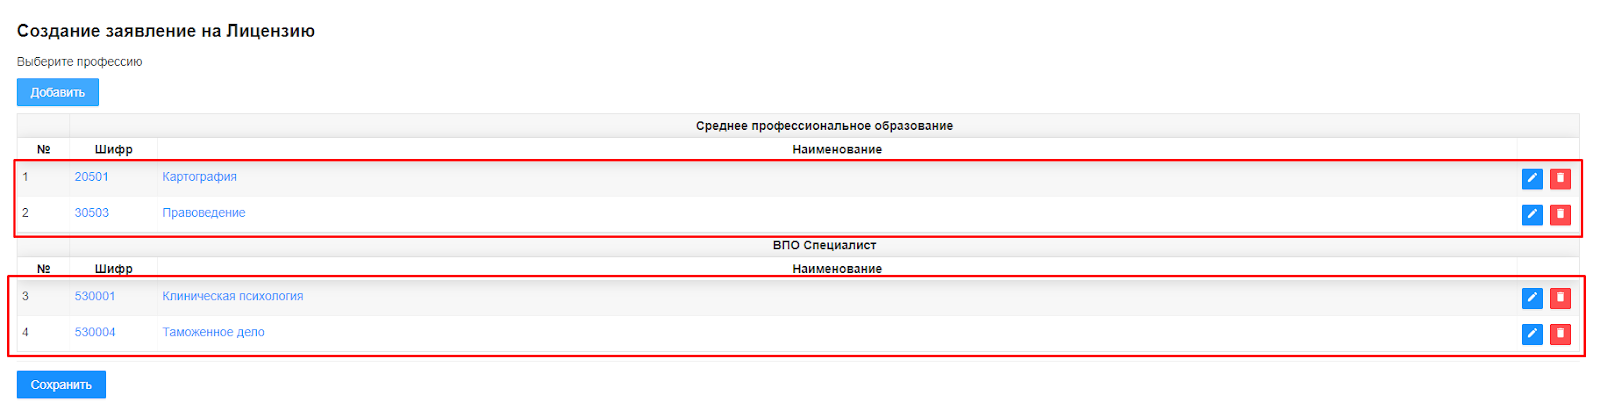 Создание заявление на Лицензию
Выберите профессию
Добавить
Среднее профессиональное образование
№ Шифр Наименование
1 20501 Картография
2 30503 Правоведение
ВПО Специалист
№ Шифр Наименование
3 530001 Клиническая психология
4 530004 Таможенное дело
Сохранить